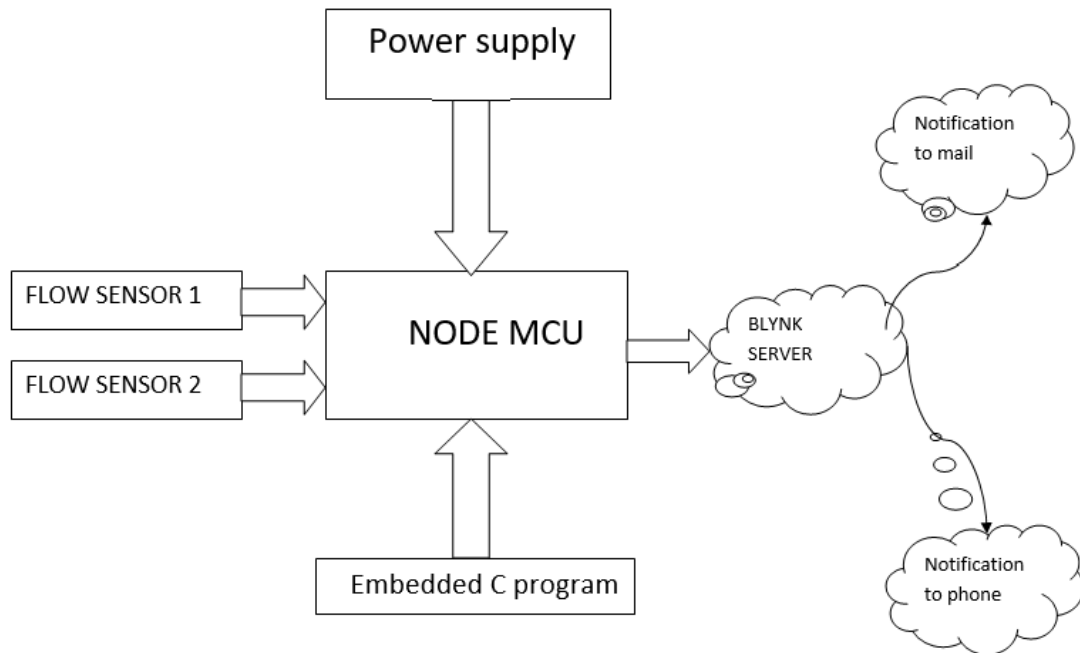 Power supply
Notification
to mail
FLOW SENSOR 1
NODE MCU
BLYNK
SERVER
FLOW SENSOR 2
Embedded C program
Notification
to phone